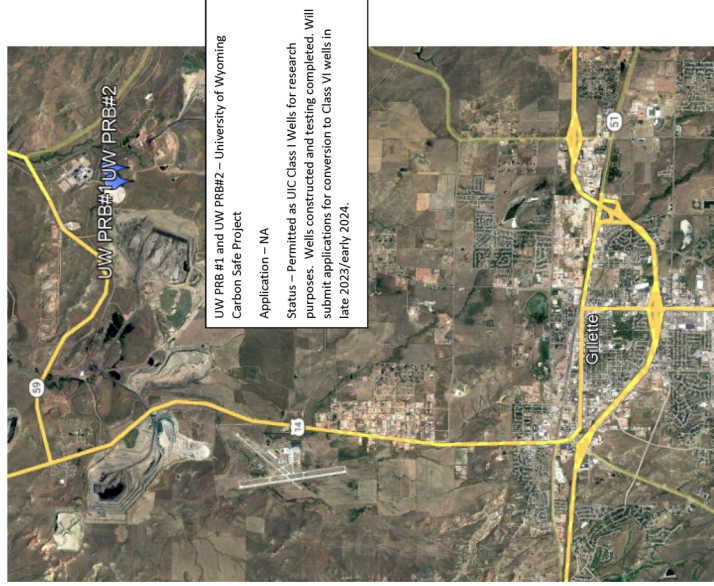 UW PRB#1 UW PRB#2
UW PRB #1 and UW PRB#2 – University of Wyoming
Carbon Safe Project
Application – NA
Status – Permitted as UIC Class I Wells for research
purposes. Wells constructed and testing completed. Will
submit applications for conversion to Class VI wells in
late 2023/early 2024.
59
14
51
Gillette